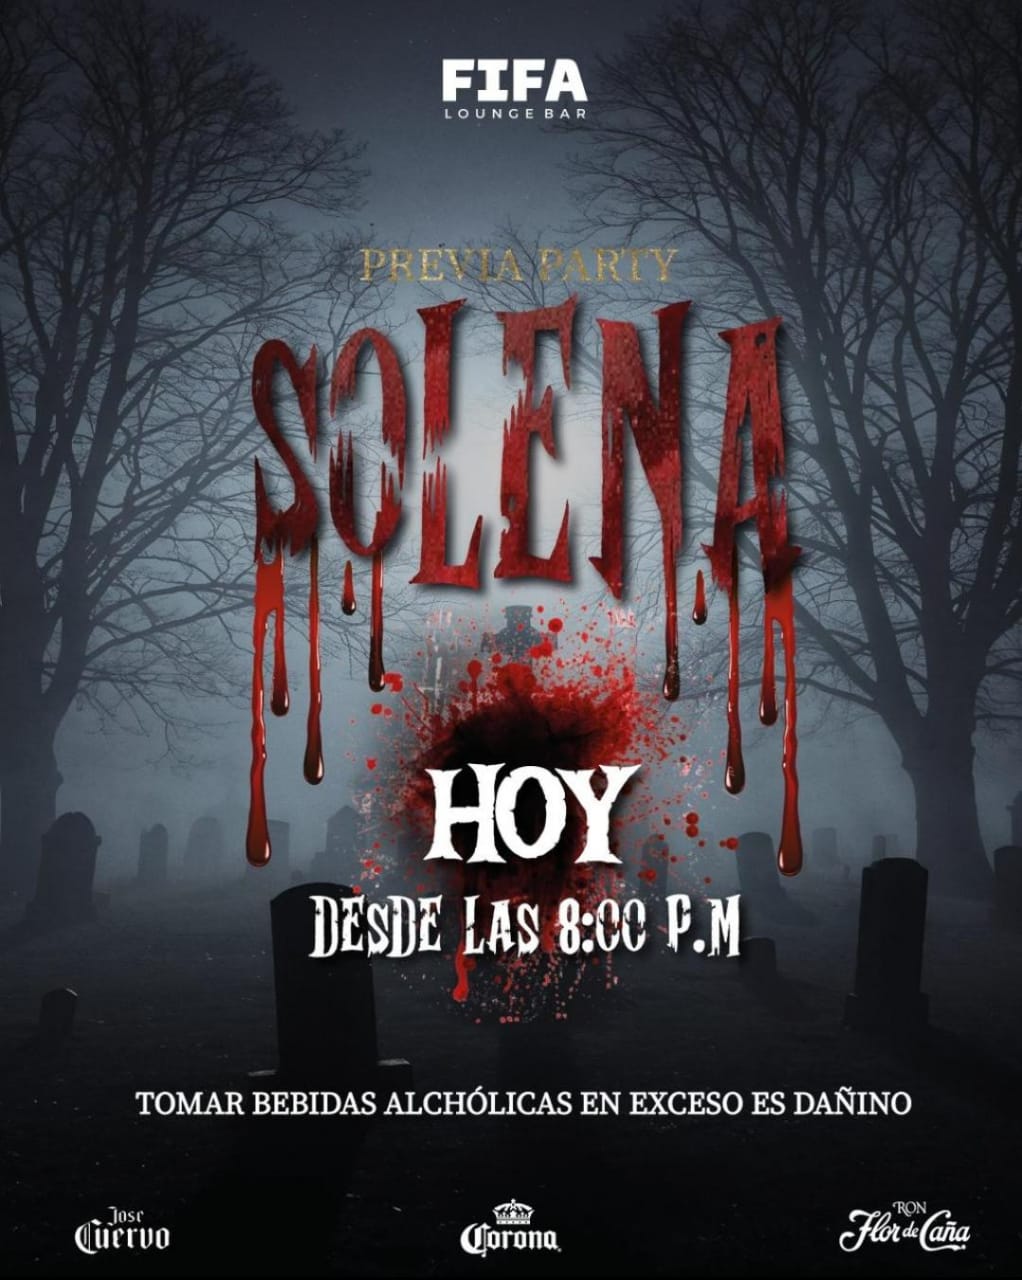 FIFA
LOUNGE BAR
PREVIA PARTY
SOLENA
HOY
DESDE LAS 8:00 P.M
TOMAR BEBIDAS ALCHÓLICAS EN EXCESO ES DAÑINO
Jose
Cuervo
Corona
RON
Flor de Caña